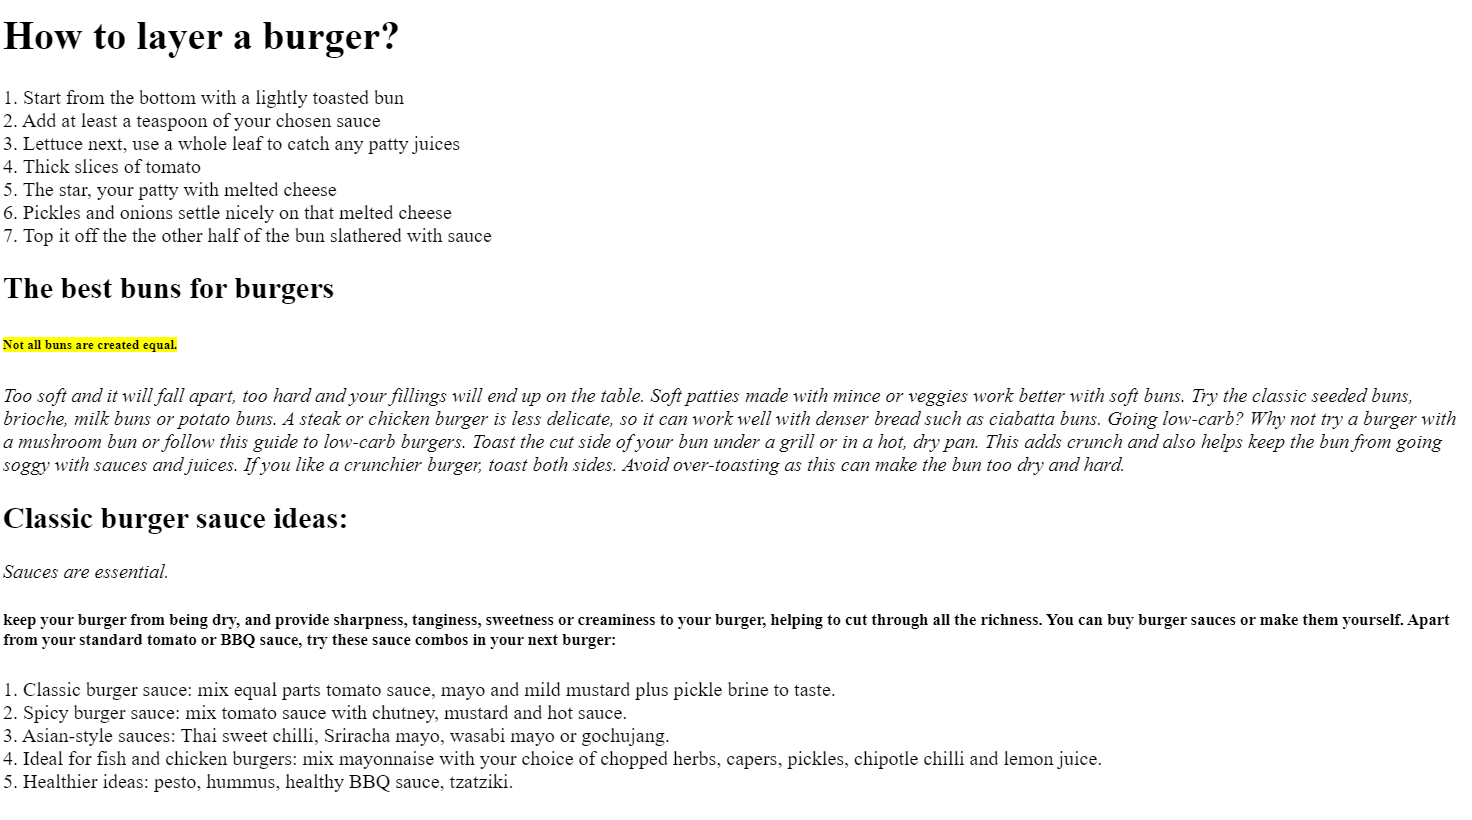 How to layer a burger?
1. Start from the bottom with a lightly toasted bun
2. Add at least a teaspoon of your chosen sauce
3. Lettuce next, use a whole leaf to catch any patty juices
4. Thick slices of tomato
5. The star, your patty with melted cheese
6. Pickles and onions settle nicely on that melted cheese
7. Top it off the the other half of the bun slathered with sauce
The best buns for burgers
Not all buns are created equal.
Too soft and it will fall apart, too hard and your fillings will end up on the table. Soft patties made with mince or veggies work better with soft buns. Try the classic seeded buns,
brioche, milk buns or potato buns. A steak or chicken burger is less delicate, so it can work well with denser bread such as ciabatta buns. Going low-carb? Why not try a burger with
a mushroom bun or follow this guide to low-carb burgers. Toast the cut side of your bun under a grill or in a hot, dry pan. This adds crunch and also helps keep the bun from going
soggy with sauces and juices. If you like a crunchier burger, toast both sides. Avoid over-toasting as this can make the bun too dry and hard.
Classic burger sauce ideas:
Sauces are essential.
keep your burger from being dry, and provide sharpness, tanginess, sweetness or creaminess to your burger, helping to cut through all the richness. You can buy burger sauces or make them yourself. Apart
from your standard tomato or BBQ sauce, try these sauce combos in your next burger:
1. Classic burger sauce: mix equal parts tomato sauce, mayo and mild mustard plus pickle brine to taste.
2. Spicy burger sauce: mix tomato sauce with chutney, mustard and hot sauce.
3. Asian-style sauces: Thai sweet chilli, Sriracha mayo, wasabi mayo or gochujang.
4. Ideal for fish and chicken burgers: mix mayonnaise with your choice of chopped herbs, capers, pickles, chipotle chilli and lemon juice.
5. Healthier ideas: pesto, hummus, healthy BBQ sauce, tzatziki.